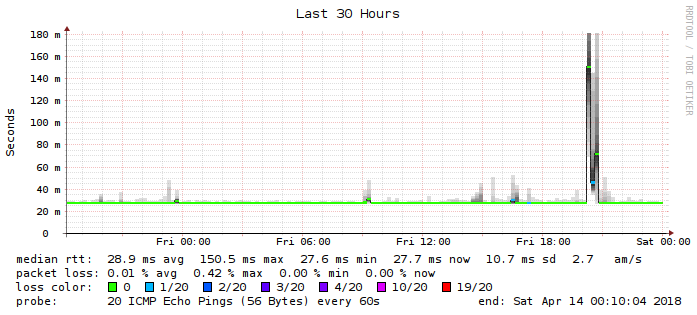 Last 30 Hours
RRDTOOL / TOBI OETIKER
Seconds
180 m
160 m
140 m
120 m
100 m
80 m
60 m
40 m
20 m
0
Fri 00:00 Fri 06:00 Fri 12:00 Fri 18:00 Sat 00:00
median rtt: 28.9 ms avg 150.5 ms max 27.6 ms min 27.7 ms now 10.7 ms sd 2.7 am/s
packet loss: 0.01 % avg 0.42 % max 0.00 % min 0.00 % now
loss color: 0 1/20 2/20 3/20 4/20 10/20 19/20
probe: 20 ICMP Echo Pings (56 Bytes) every 60s end: Sat Apr 14 00:10:04 2018